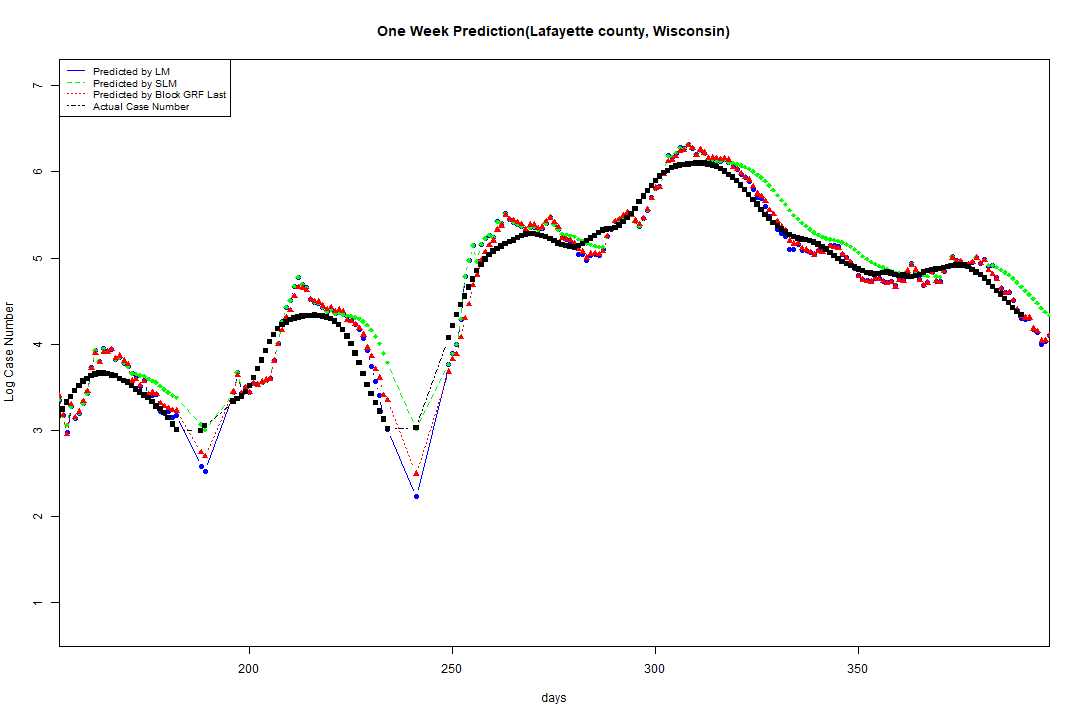 One Week Prediction(Lafayette county, Wisconsin)
Predicted by LM
Predicted by SLM
Predicted by Block GRF Last
Actual Case Number
7
6
5
4
3
2
1
Log Case Number
200
250
300
350
days